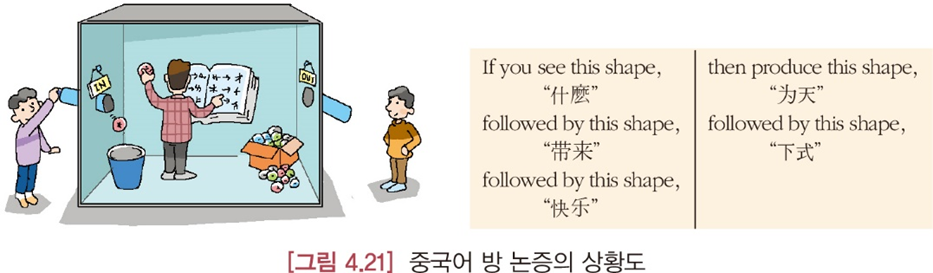 IN
OUT
If you see this shape,
“什麽”
followed by this shape,
“带来”
followed by this shape,
“快乐”
then produce this shape,
“为天”
followed by this shape,
“下式”
[그림 4.21] 중국어 방 논증의 상황도